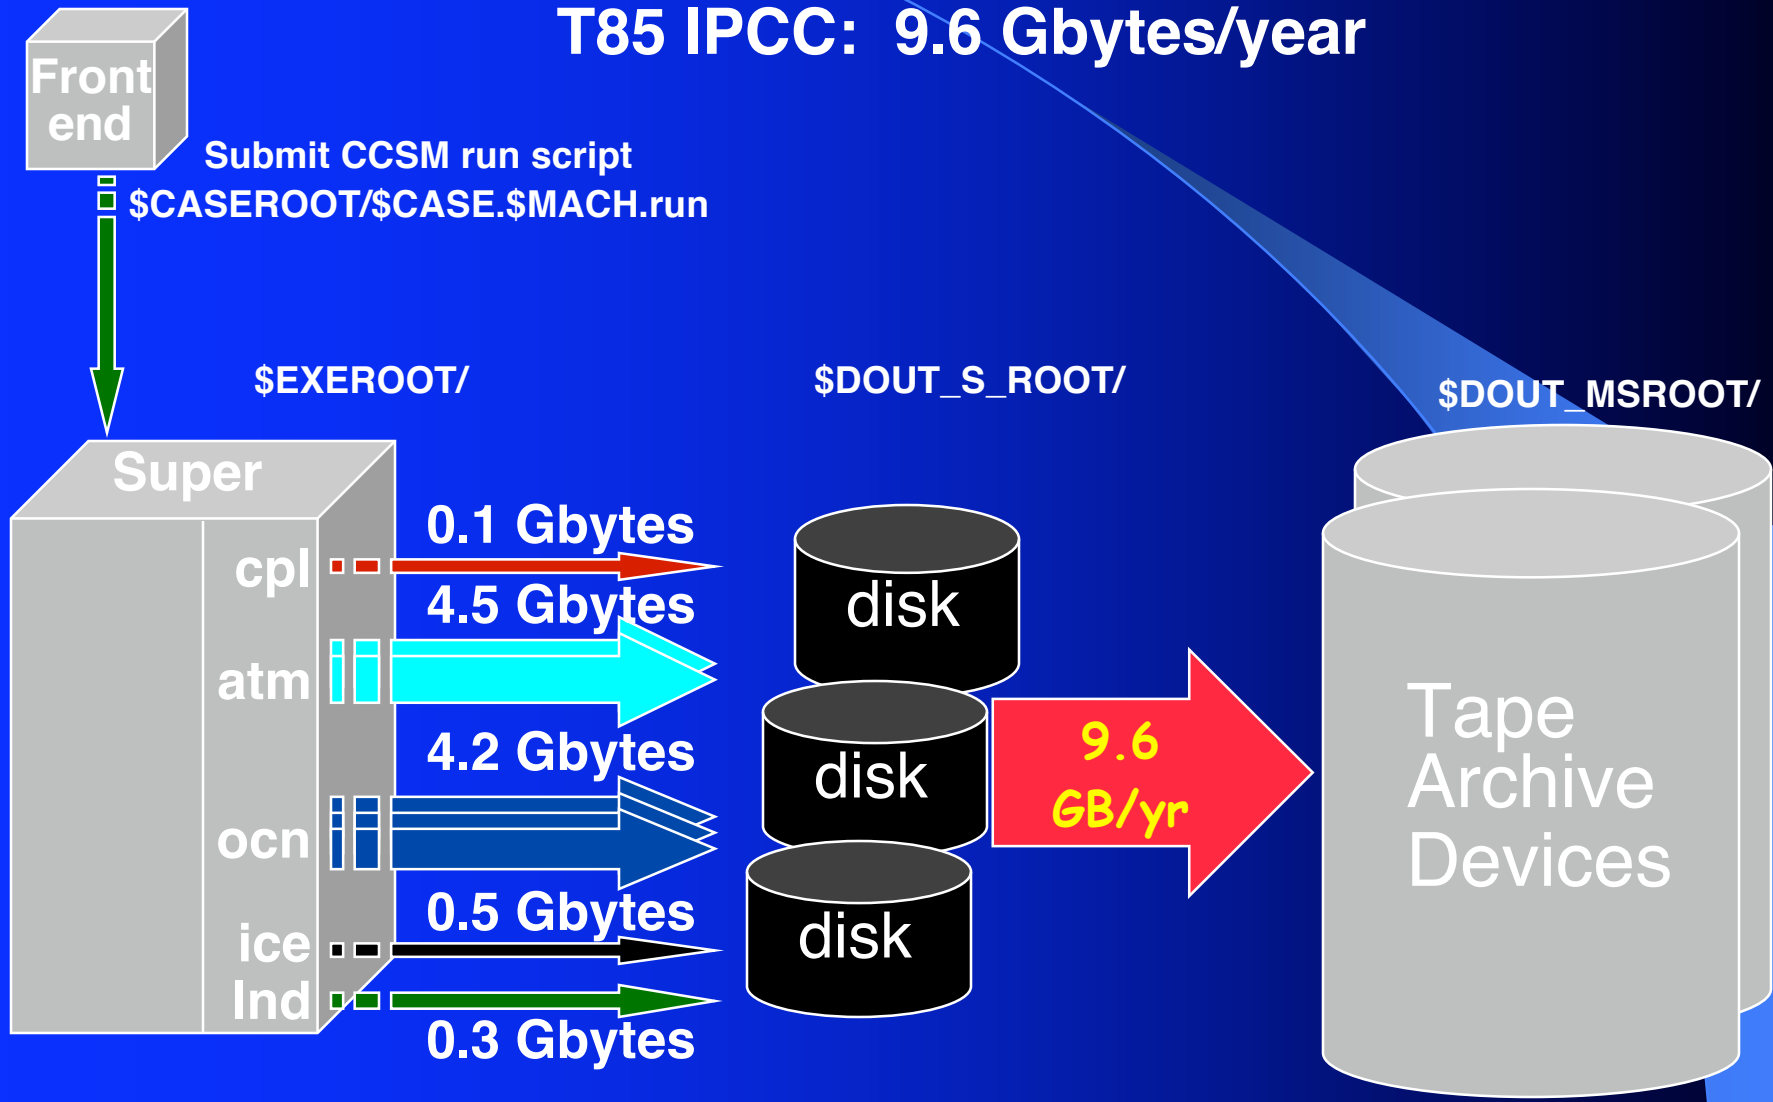 T85 IPCC:  9.6 Gbytes/year
Front
end
Submit CCSM run script
$CASEROOT/$CASE.$MACH.run
$EXEROOT/
$DOUT_S_ROOT/
$DOUT_MSROOT/
Super
cpl
0.1 Gbytes
atm
4.5 Gbytes
ocn
4.2 Gbytes
ice
0.5 Gbytes
lnd
0.3 Gbytes
disk
disk
disk
9.6
GB/yr
Tape
Archive
Devices